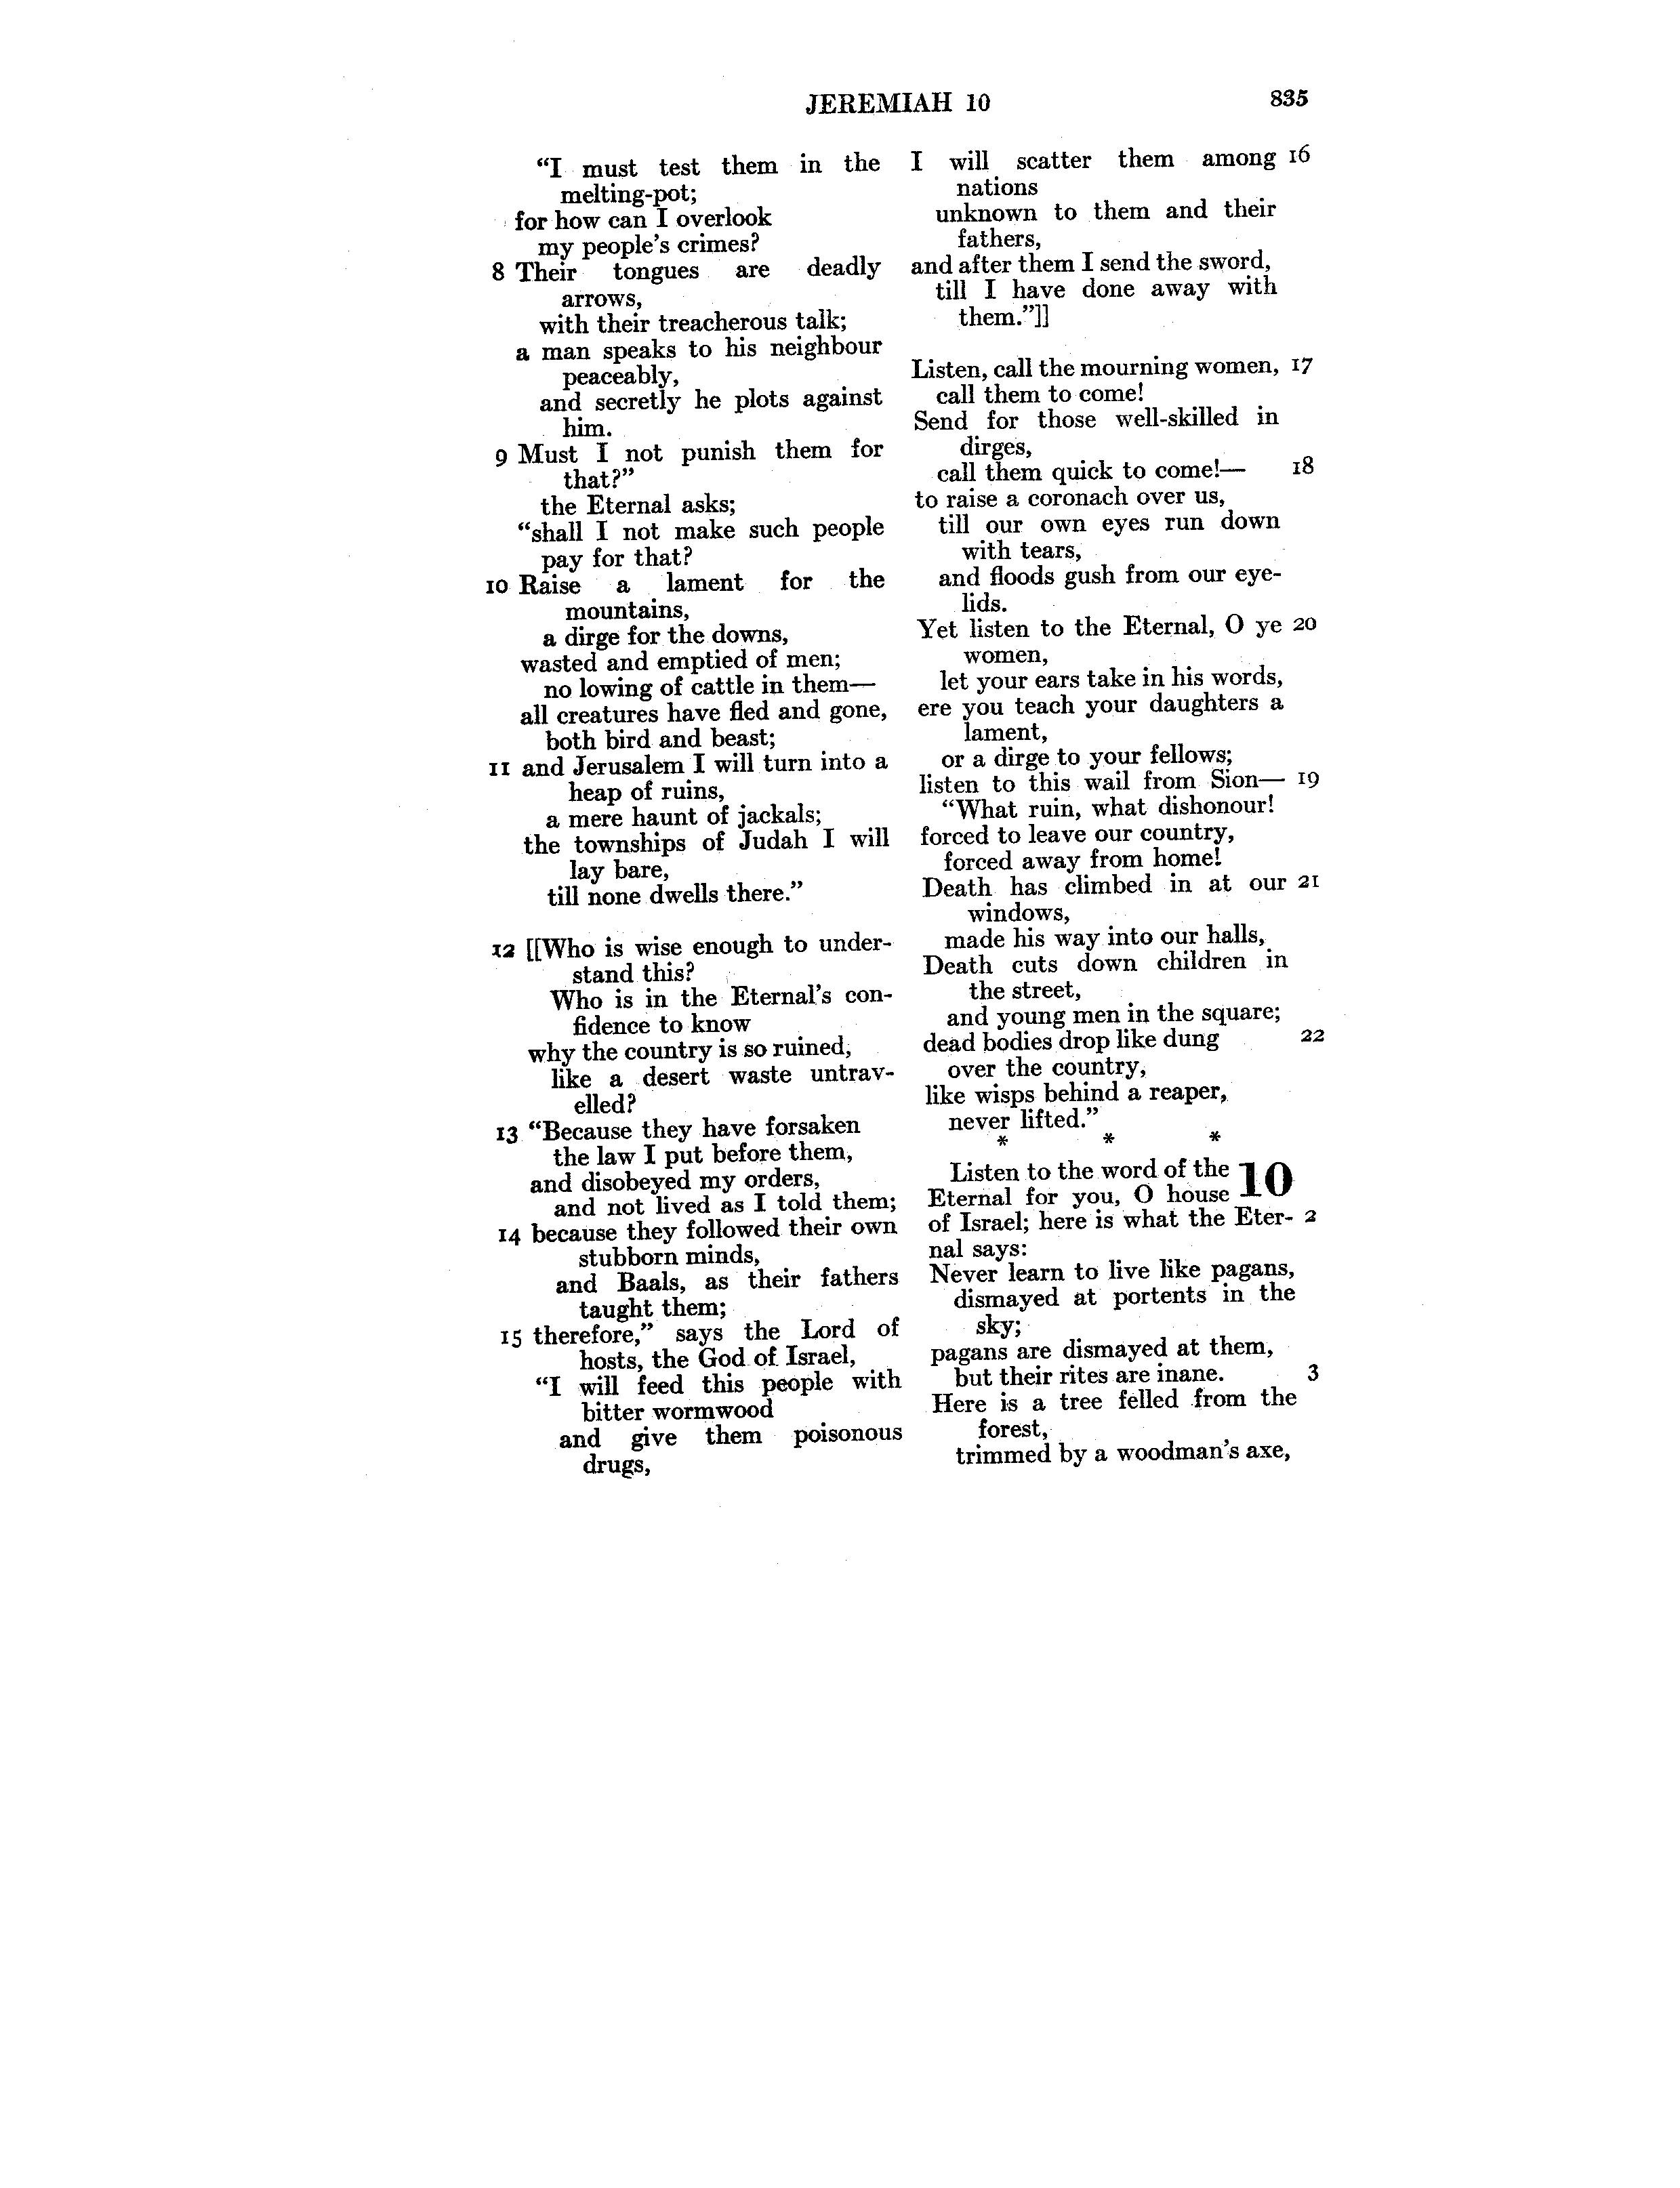 JEREMIAH 10 835
"I must test them in the
melting-pot;
for how can I overlook
my people's crimes?
8 Their tongues are deadly
arrows,
with their treacherous talk;
a man speaks to his neighbour
peaceably,
and secretly he plots against
him.
9 Must I not punish them for
that?"
the Eternal asks;
"shall I not make such people
pay for that?
10 Raise a lament for the
mountains,
a dirge for the downs,
wasted and emptied of men;
no lowing of cattle in them—
all creatures have fled and gone,
both bird and beast;
11 and Jerusalem I will turn into a
heap of ruins,
a mere haunt of jackals;
the townships of Judah I will
lay bare,
till none dwells there."
12 [[Who is wise enough to under-
stand this?
Who is in the Eternal's con-
fidence to know
why the country is so ruined,
like a desert waste untrav-
elled?
13 "Because they have forsaken
the law I put before them,
and disobeyed my orders,
and not lived as I told them;
14 because they followed their own
stubborn minds,
and Baals, as their fathers
taught them;
15 therefore," says the Lord of
hosts, the God of Israel,
"I will feed this people with
bitter wormwood
and give them poisonous
drugs,
I will scatter them among 16
nations
unknown to them and their
fathers,
and after them I send the sword,
till I have done away with
them."]]
Listen, call the mourning women, 17
call them to come!
Send for those well-skilled in
dirges,
call them quick to come!— 18
to raise a coronach over us,
till our own eyes run down
with tears,
and floods gush from our eye-
lids.
Yet listen to the Eternal, O ye 20
women,
let your ears take in his words,
ere you teach your daughters a
lament,
or a dirge to your fellows;
listen to this wail from Sion— 19
"What ruin, what dishonour!
forced to leave our country,
forced away from home!
Death has climbed in at our 21
windows,
made his way into our halls,
Death cuts down children in
the street,
and young men in the square;
dead bodies drop like dung 22
over the country,
like wisps behind a reaper,
never lifted."
* * *
Listen to the word of the 10
Eternal for you, O house
of Israel; here is what the Eter- 2
nal says:
Never learn to live like pagans,
dismayed at portents in the
sky;
pagans are dismayed at them,
but their rites are inane. 3
Here is a tree felled from the
forest,
trimmed by a woodman's axe,